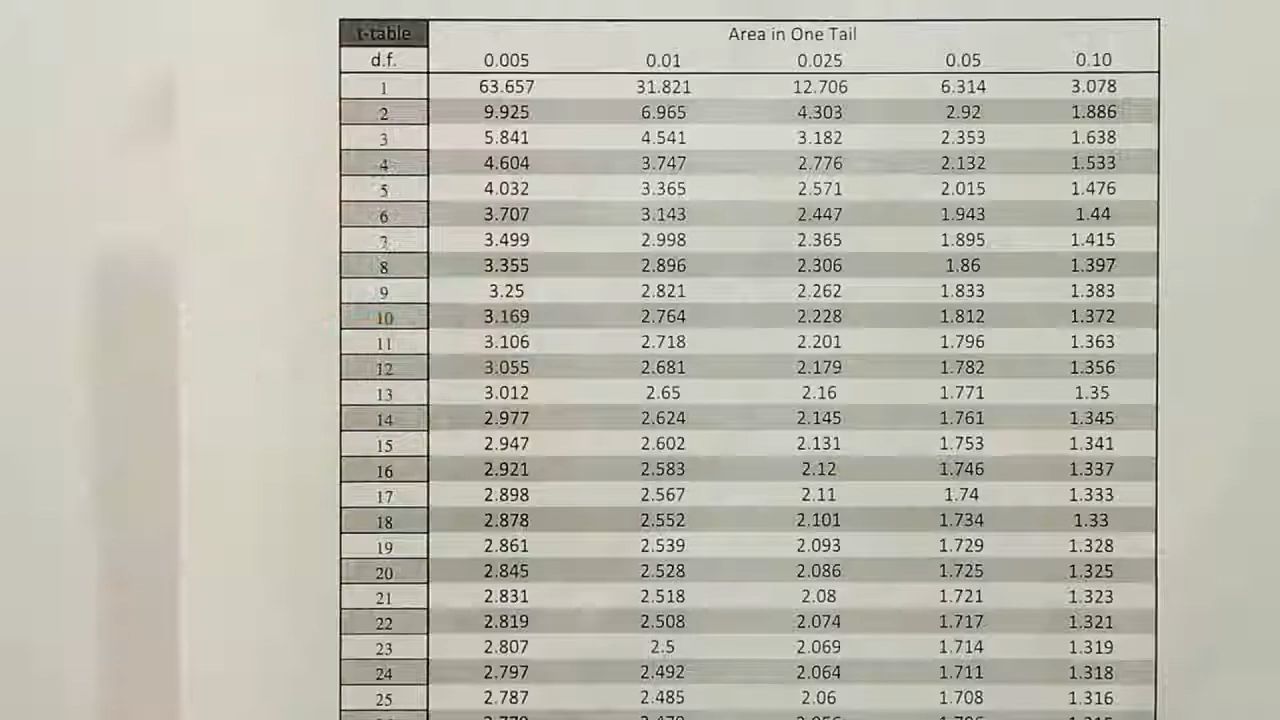 t-table Area in One Tail
d.f. 0.005 0.01 0.025 0.05 0.10
1 63.657 31.821 12.706 6.314 3.078
2 9.925 6.965 4.303 2.92 1.886
3 5.841 4.541 3.182 2.353 1.638
4 4.604 3.747 2.776 2.132 1.533
5 4.032 3.365 2.571 2.015 1.476
6 3.707 3.143 2.447 1.943 1.44
7 3.499 2.998 2.365 1.895 1.415
8 3.355 2.896 2.306 1.86 1.397
9 3.25 2.821 2.262 1.833 1.383
10 3.169 2.764 2.228 1.812 1.372
11 3.106 2.718 2.201 1.796 1.363
12 3.055 2.681 2.179 1.782 1.356
13 3.012 2.65 2.16 1.771 1.35
14 2.977 2.624 2.145 1.761 1.345
15 2.947 2.602 2.131 1.753 1.341
16 2.921 2.583 2.12 1.746 1.337
17 2.898 2.567 2.11 1.74 1.333
18 2.878 2.552 2.101 1.734 1.33
19 2.861 2.539 2.093 1.729 1.328
20 2.845 2.528 2.086 1.725 1.325
21 2.831 2.518 2.08 1.721 1.323
22 2.819 2.508 2.074 1.717 1.321
23 2.807 2.5 2.069 1.714 1.319
24 2.797 2.492 2.064 1.711 1.318
25 2.787 2.485 2.06 1.708 1.316